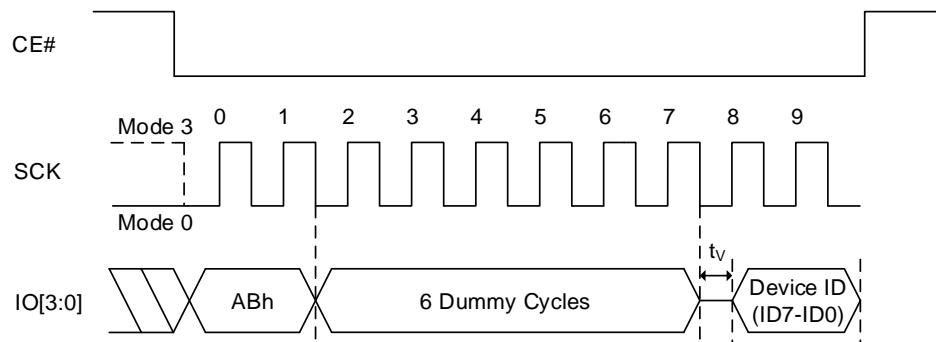 CE#
Mode 3
0 1 2 3 4 5 6 7 8 9
SCK
Mode 0
tV
IO[3:0]
ABh
6 Dummy Cycles
Device ID
(ID7-ID0)